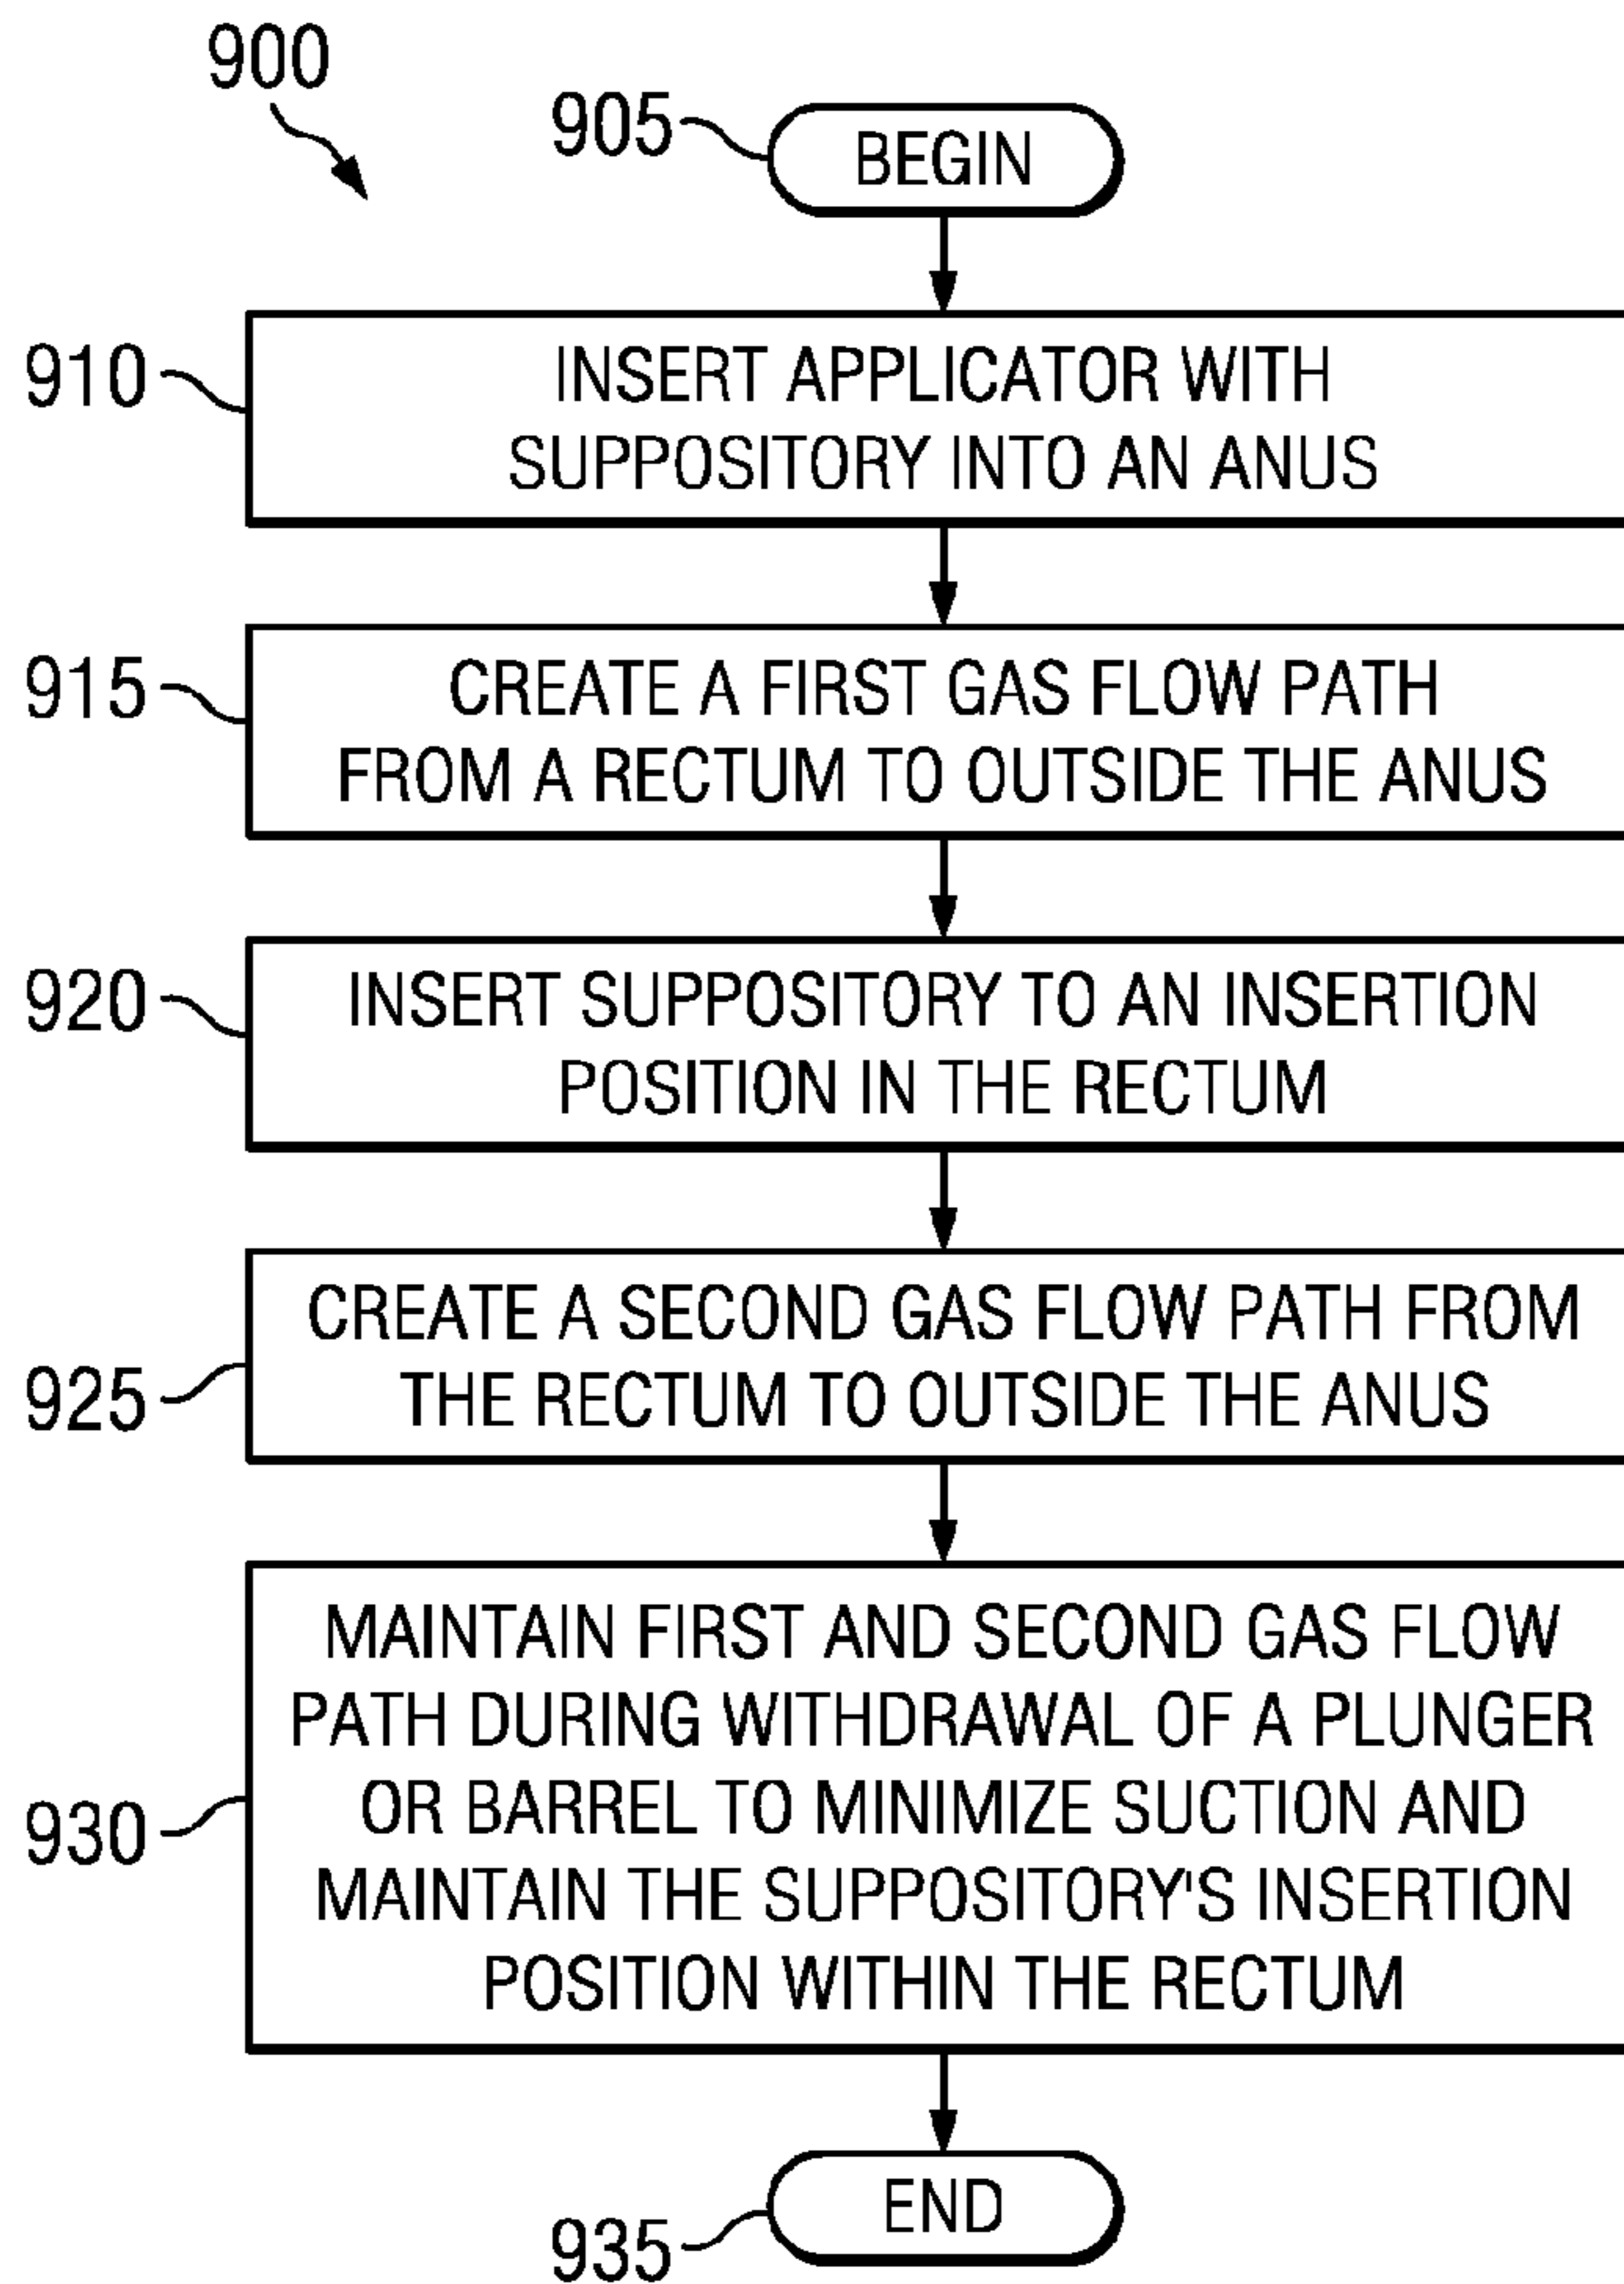 900
905
BEGIN
910
INSERT APPLICATOR WITH
SUPPOSITORY INTO AN ANUS
915
CREATE A FIRST GAS FLOW PATH
FROM A RECTUM TO OUTSIDE THE ANUS
920
INSERT SUPPOSITORY TO AN INSERTION
POSITION IN THE RECTUM
925
CREATE A SECOND GAS FLOW PATH FROM
THE RECTUM TO OUTSIDE THE ANUS
930
MAINTAIN FIRST AND SECOND GAS FLOW
PATH DURING WITHDRAWAL OF A PLUNGER
OR BARREL TO MINIMIZE SUCTION AND
MAINTAIN THE SUPPOSITORY'S INSERTION
POSITION WITHIN THE RECTUM
END
935